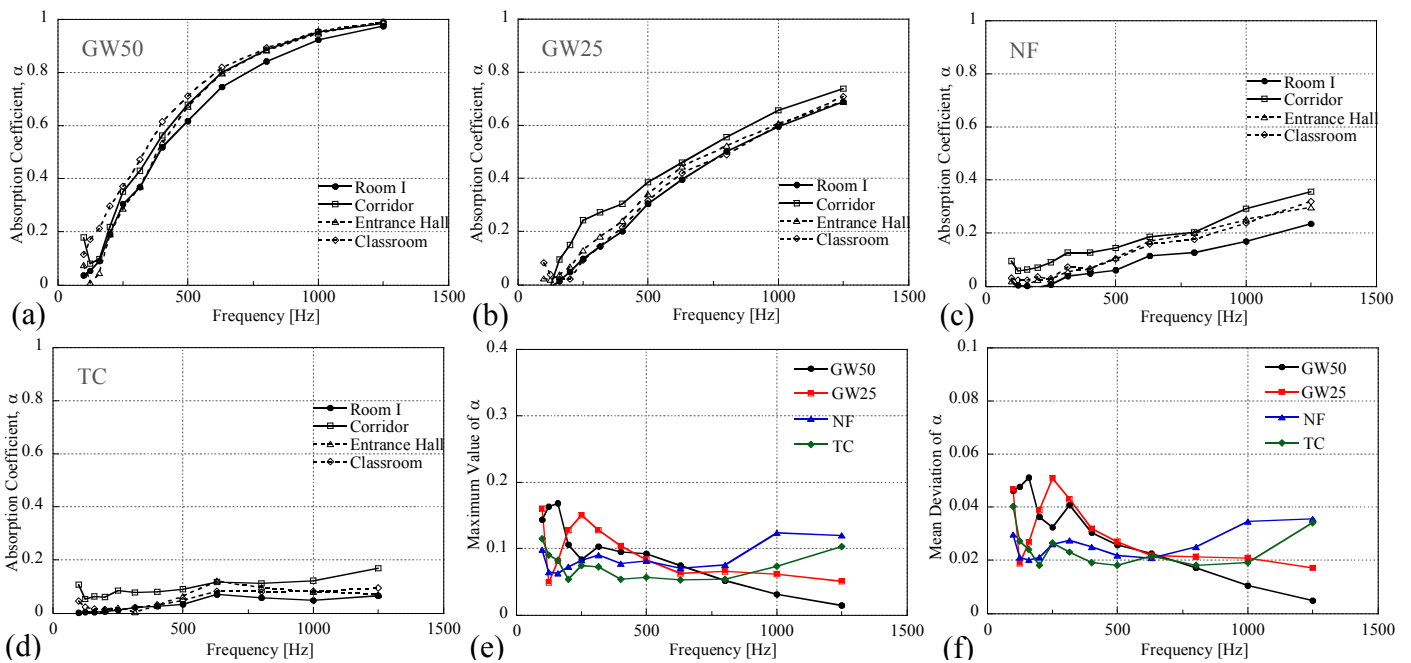 GW50
1
0.8
0.6
0.4
0.2
0
Absorption Coefficient, α
Room I
Corridor
Entrance Hall
Classroom
0 500 1000 1500
Frequency [Hz]
(a)
GW25
1
0.8
0.6
0.4
0.2
0
Absorption Coefficient, α
Room I
Corridor
Entrance Hall
Classroom
0 500 1000 1500
Frequency [Hz]
(b)
NF
1
0.8
0.6
0.4
0.2
0
Absorption Coefficient, α
Room I
Corridor
Entrance Hall
Classroom
0 500 1000 1500
Frequency [Hz]
(c)
TC
1
0.8
0.6
0.4
0.2
0
Absorption Coefficient, α
Room I
Corridor
Entrance Hall
Classroom
0 500 1000 1500
Frequency [Hz]
(d)
0.4
0.3
0.2
0.1
0
Maximum Value of α
GW50
GW25
NF
TC
0 500 1000 1500
Frequency [Hz]
(e)
0.1
0.08
0.06
0.04
0.02
0
Mean Deviation of α
GW50
GW25
NF
TC
0 500 1000 1500
Frequency [Hz]
(f)